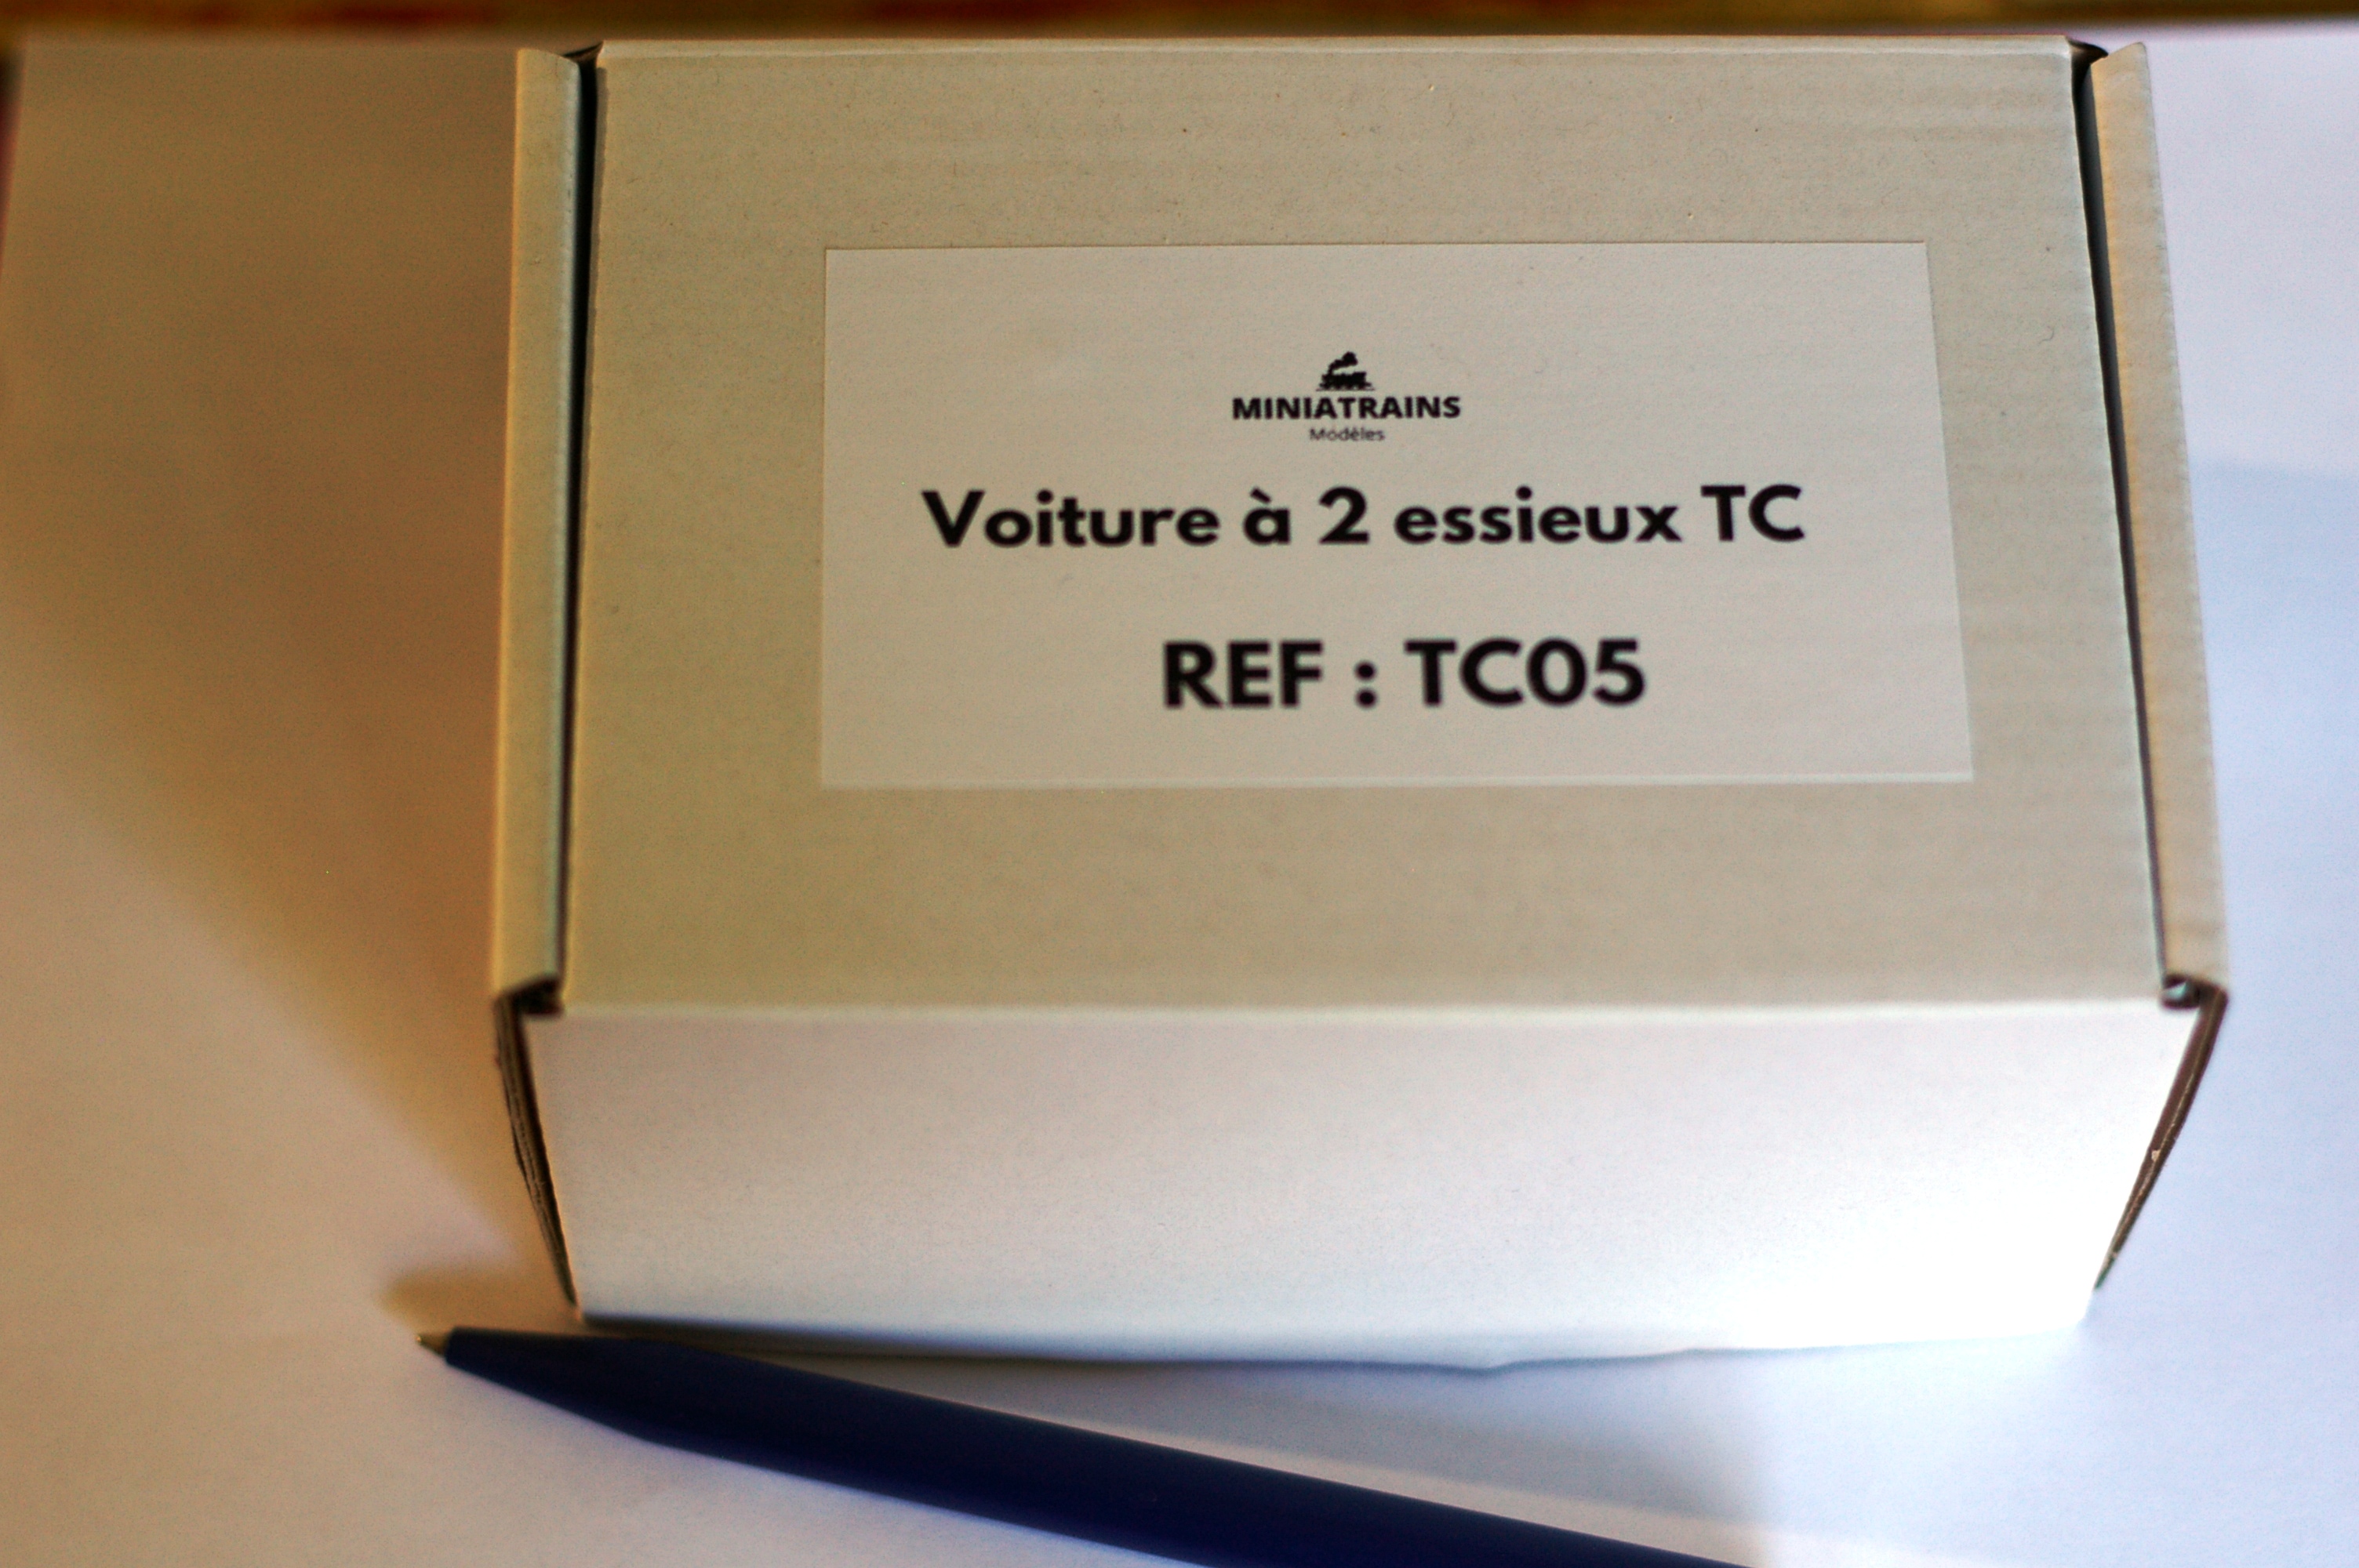 MINIATRAINS
Modèles
Voiture à 2 essieux TC
REF : TC05